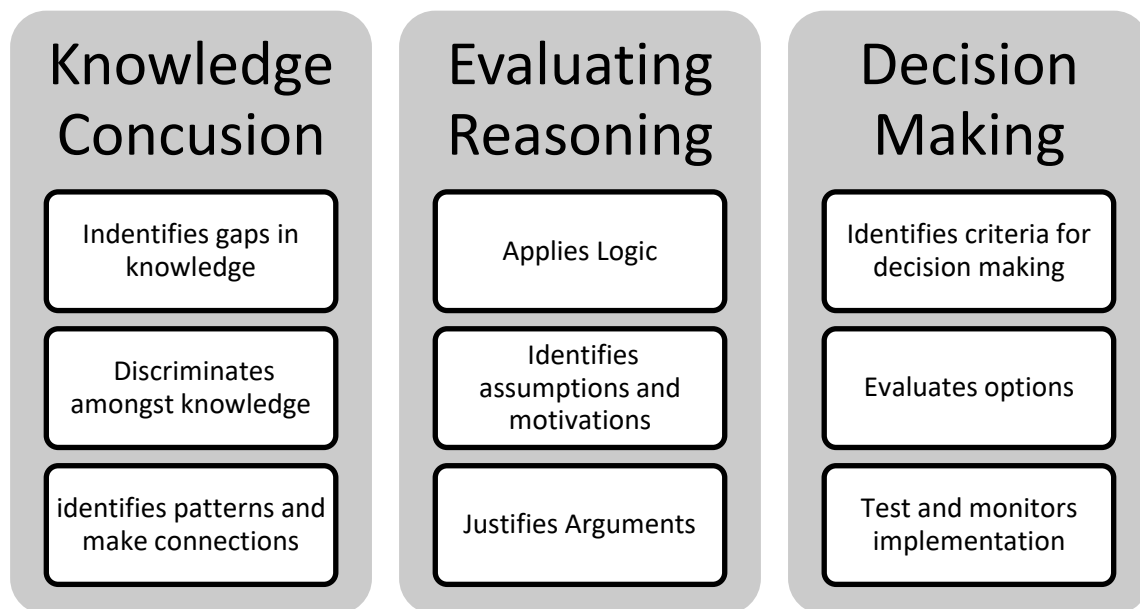 Knowledge
Concusion
Indentifies gaps in
knowledge
Discriminates
amongst knowledge
identifies patterns and
make connections
Evaluating
Reasoning
Applies Logic
Identifies
assumptions and
motivations
Justifies Arguments
Decision
Making
Identifies criteria for
decision making
Evaluates options
Test and monitors
implementation